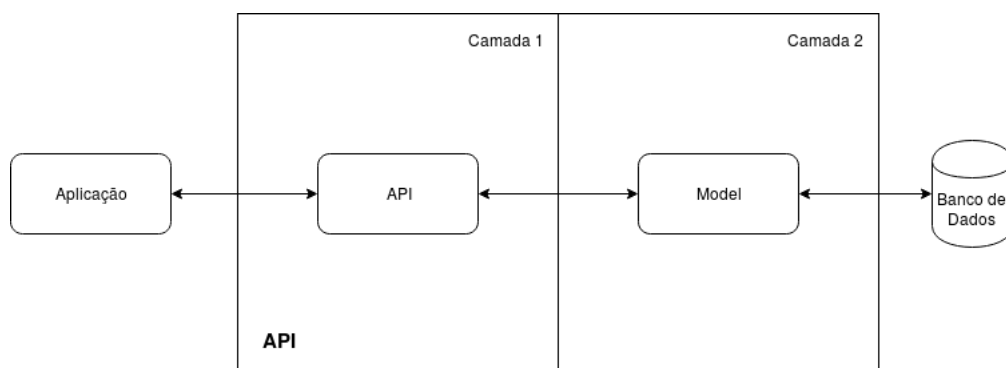 Camada 1
Camada 2
Aplicação
API
Model
Banco de
Dados
API